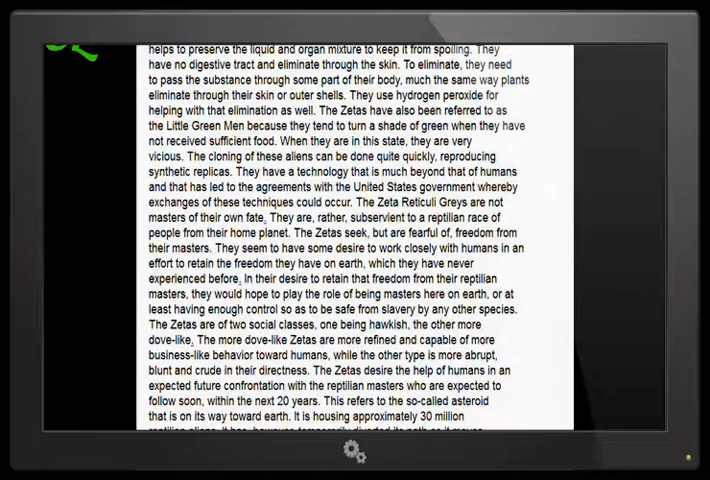 helps to preserve the liquid and organ mixture to keep it from spoiling. They
have no digestive tract and eliminate through the skin. To eliminate, they need
to pass the substance through some part of their body, much the same way plants
eliminate through their skin or outer shells. They use hydrogen peroxide for
helping with that elimination as well. The Zetas have also been referred to as
the Little Green Men because they tend to turn a shade of green when they have
not received sufficient food. When they are in this state, they are very
vicious. The cloning of these aliens can be done quite quickly, reproducing
synthetic replicas. They have a technology that is much beyond that of humans
and that has led to the agreements with the United States government whereby
exchanges of these techniques could occur. The Zeta Reticuli Greys are not
masters of their own fate. They are, rather, subservient to a reptilian race of
people from their home planet. The Zetas seek, but are fearful of, freedom from
their masters. They seem to have some desire to work closely with humans in an
effort to retain the freedom they have on earth, which they have never
experienced before. In their desire to retain that freedom from their reptilian
masters, they would hope to play the role of being masters here on earth, or at
least having enough control so as to be safe from slavery by any other species.
The Zetas are of two social classes, one being hawkish, the other more
dove-like. The more dove-like Zetas are more refined and capable of more
business-like behavior toward humans, while the other type is more abrupt,
blunt and crude in their directness. The Zetas desire the help of humans in an
expected future confrontation with the reptilian masters who are expected to
follow soon, within the next 20 years. This refers to the so-called asteroid
that is on its way toward earth. It is housing approximately 30 million